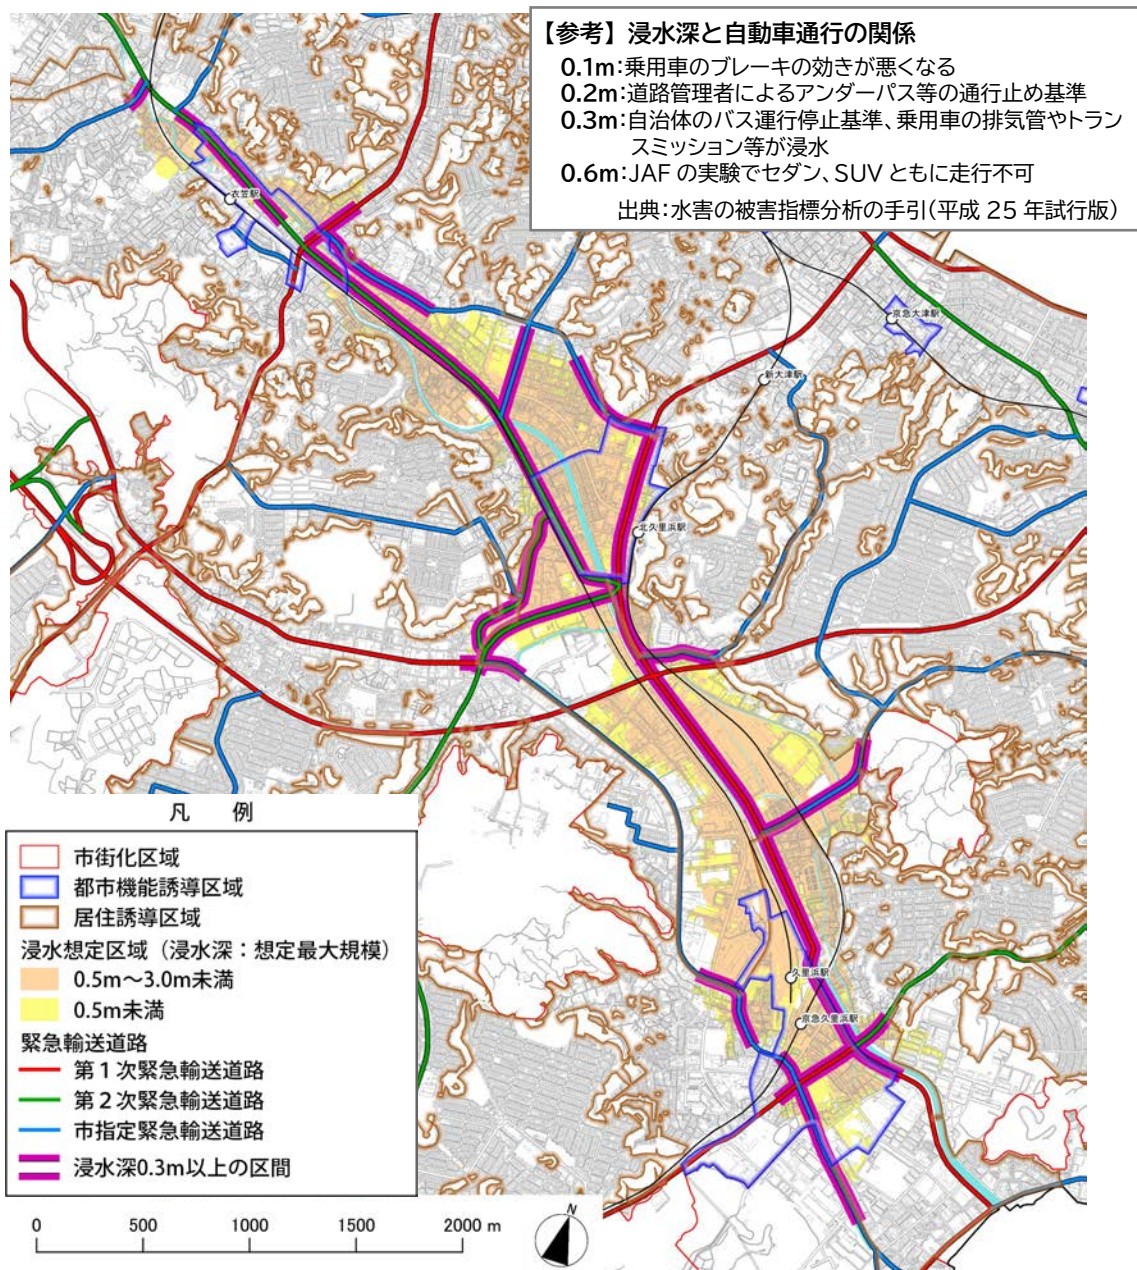 【参考】浸水深と自動車通行の関係
0.1m:乗用車のブレーキの効きが悪くなる
0.2m:道路管理者によるアンダーパス等の通行止め基準
0.3m:自治体のバス運行停止基準、乗用車の排気管やトラン
スミッション等が浸水
0.6m:JAF の実験でセダン、SUV ともに走行不可
出典:水害の被害指標分析の手引(平成 25 年試行版)
衣笠駅
京急大津駅
新大津駅
北久里浜駅
久里浜駅
京急久里浜駅
凡 例
市街化区域
都市機能誘導区域
居住誘導区域
浸水想定区域（浸水深：想定最大規模）
0.5m～3.0m未満
0.5m未満
緊急輸送道路
第１次緊急輸送道路
第２次緊急輸送道路
市指定緊急輸送道路
浸水深0.3m以上の区間
0 500 1000 1500 2000 m
N